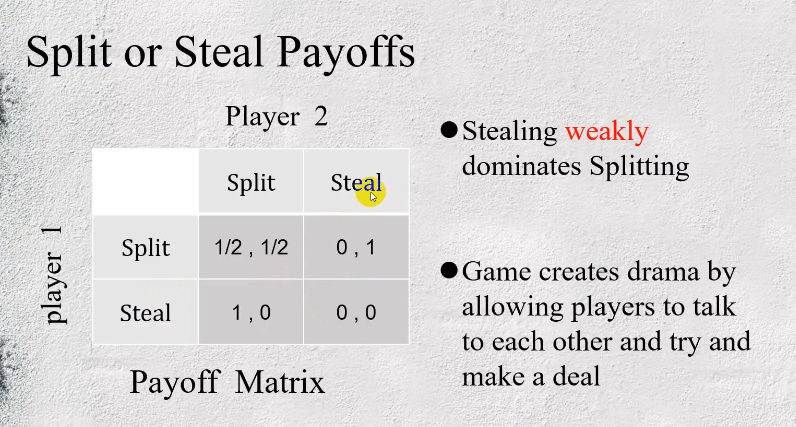 Split or Steal Payoffs
Player 2
Split Steal
player 1
Split 1/2 , 1/2 0 , 1
Steal 1 , 0 0 , 0
Payoff Matrix
●Stealing weakly
dominates Splitting
●Game creates drama by
allowing players to talk
to each other and try and
make a deal